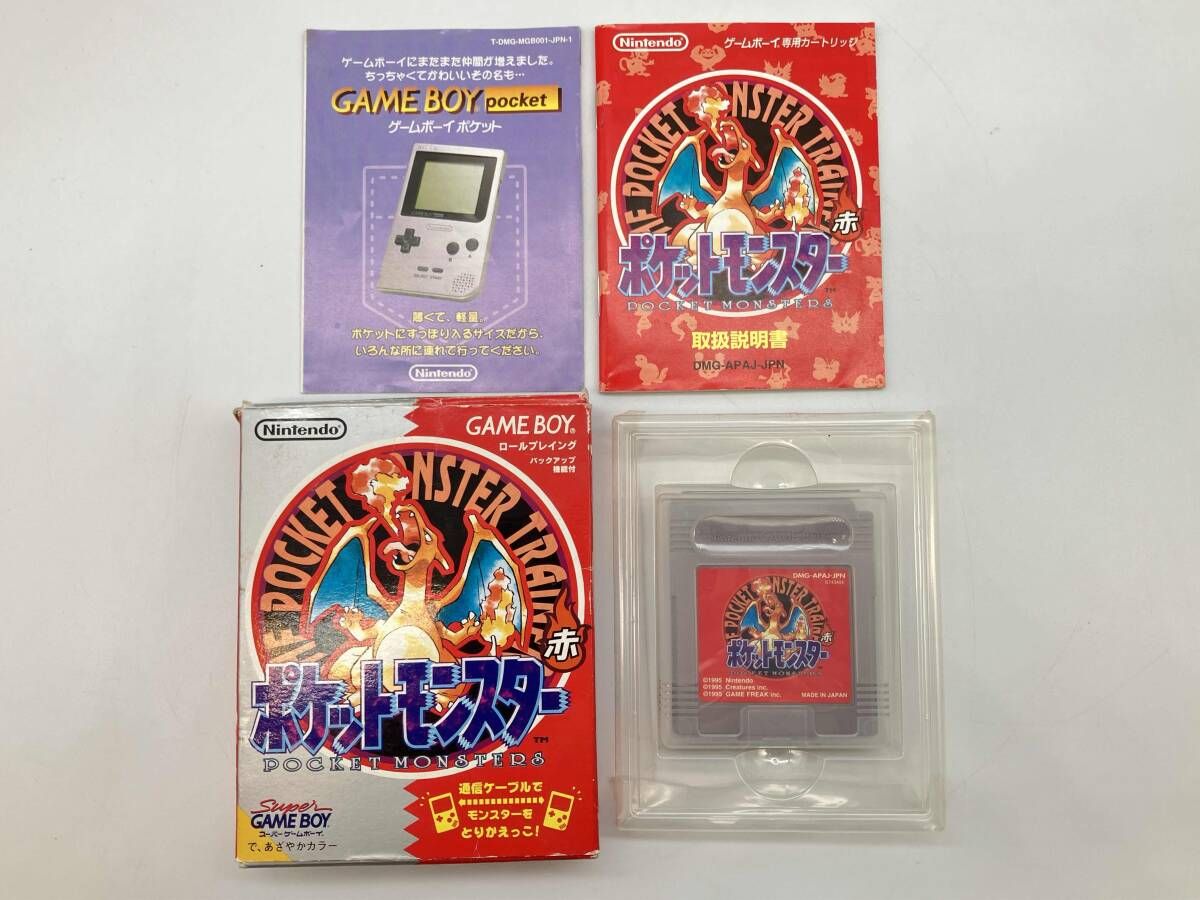 T-DMG-MGB001-JPN-1
ゲームボーイにまたまた仲間が増えました。
ちっちゃくてかわいいその名も…
GAME BOY pocket
ゲームボーイ ポケット
薄くて、軽量。
ポケットにすっぽり入るサイズだから、
いろんな所に連れて行ってください。
Nintendo
Nintendo
ゲームボーイ専用カートリッジ
THE POCKET MONSTER TRAINE
赤
ポケットモンスター
TM
POCKET MONSTERS
取扱説明書
DMG-APAJ-JPN
Nintendo
GAME BOY®
ロールプレイング
バックアップ
機能付
THE POCKET MONSTER TRAINE
赤
ポケットモンスター
TM
POCKET MONSTERS
Super
GAME BOY
スーパーゲームボーイ
で、あざやかカラー
通信ケーブルで
モンスターを
とりかえっこ!
DMG-APAJ-JPN
THE POCKET MONSTER TRAINE
赤
ポケットモンスター
POCKET MONSTERS
©1995 Nintendo
©1995 Creatures inc.
©1995 GAME FREAK inc.
MADE IN JAPAN